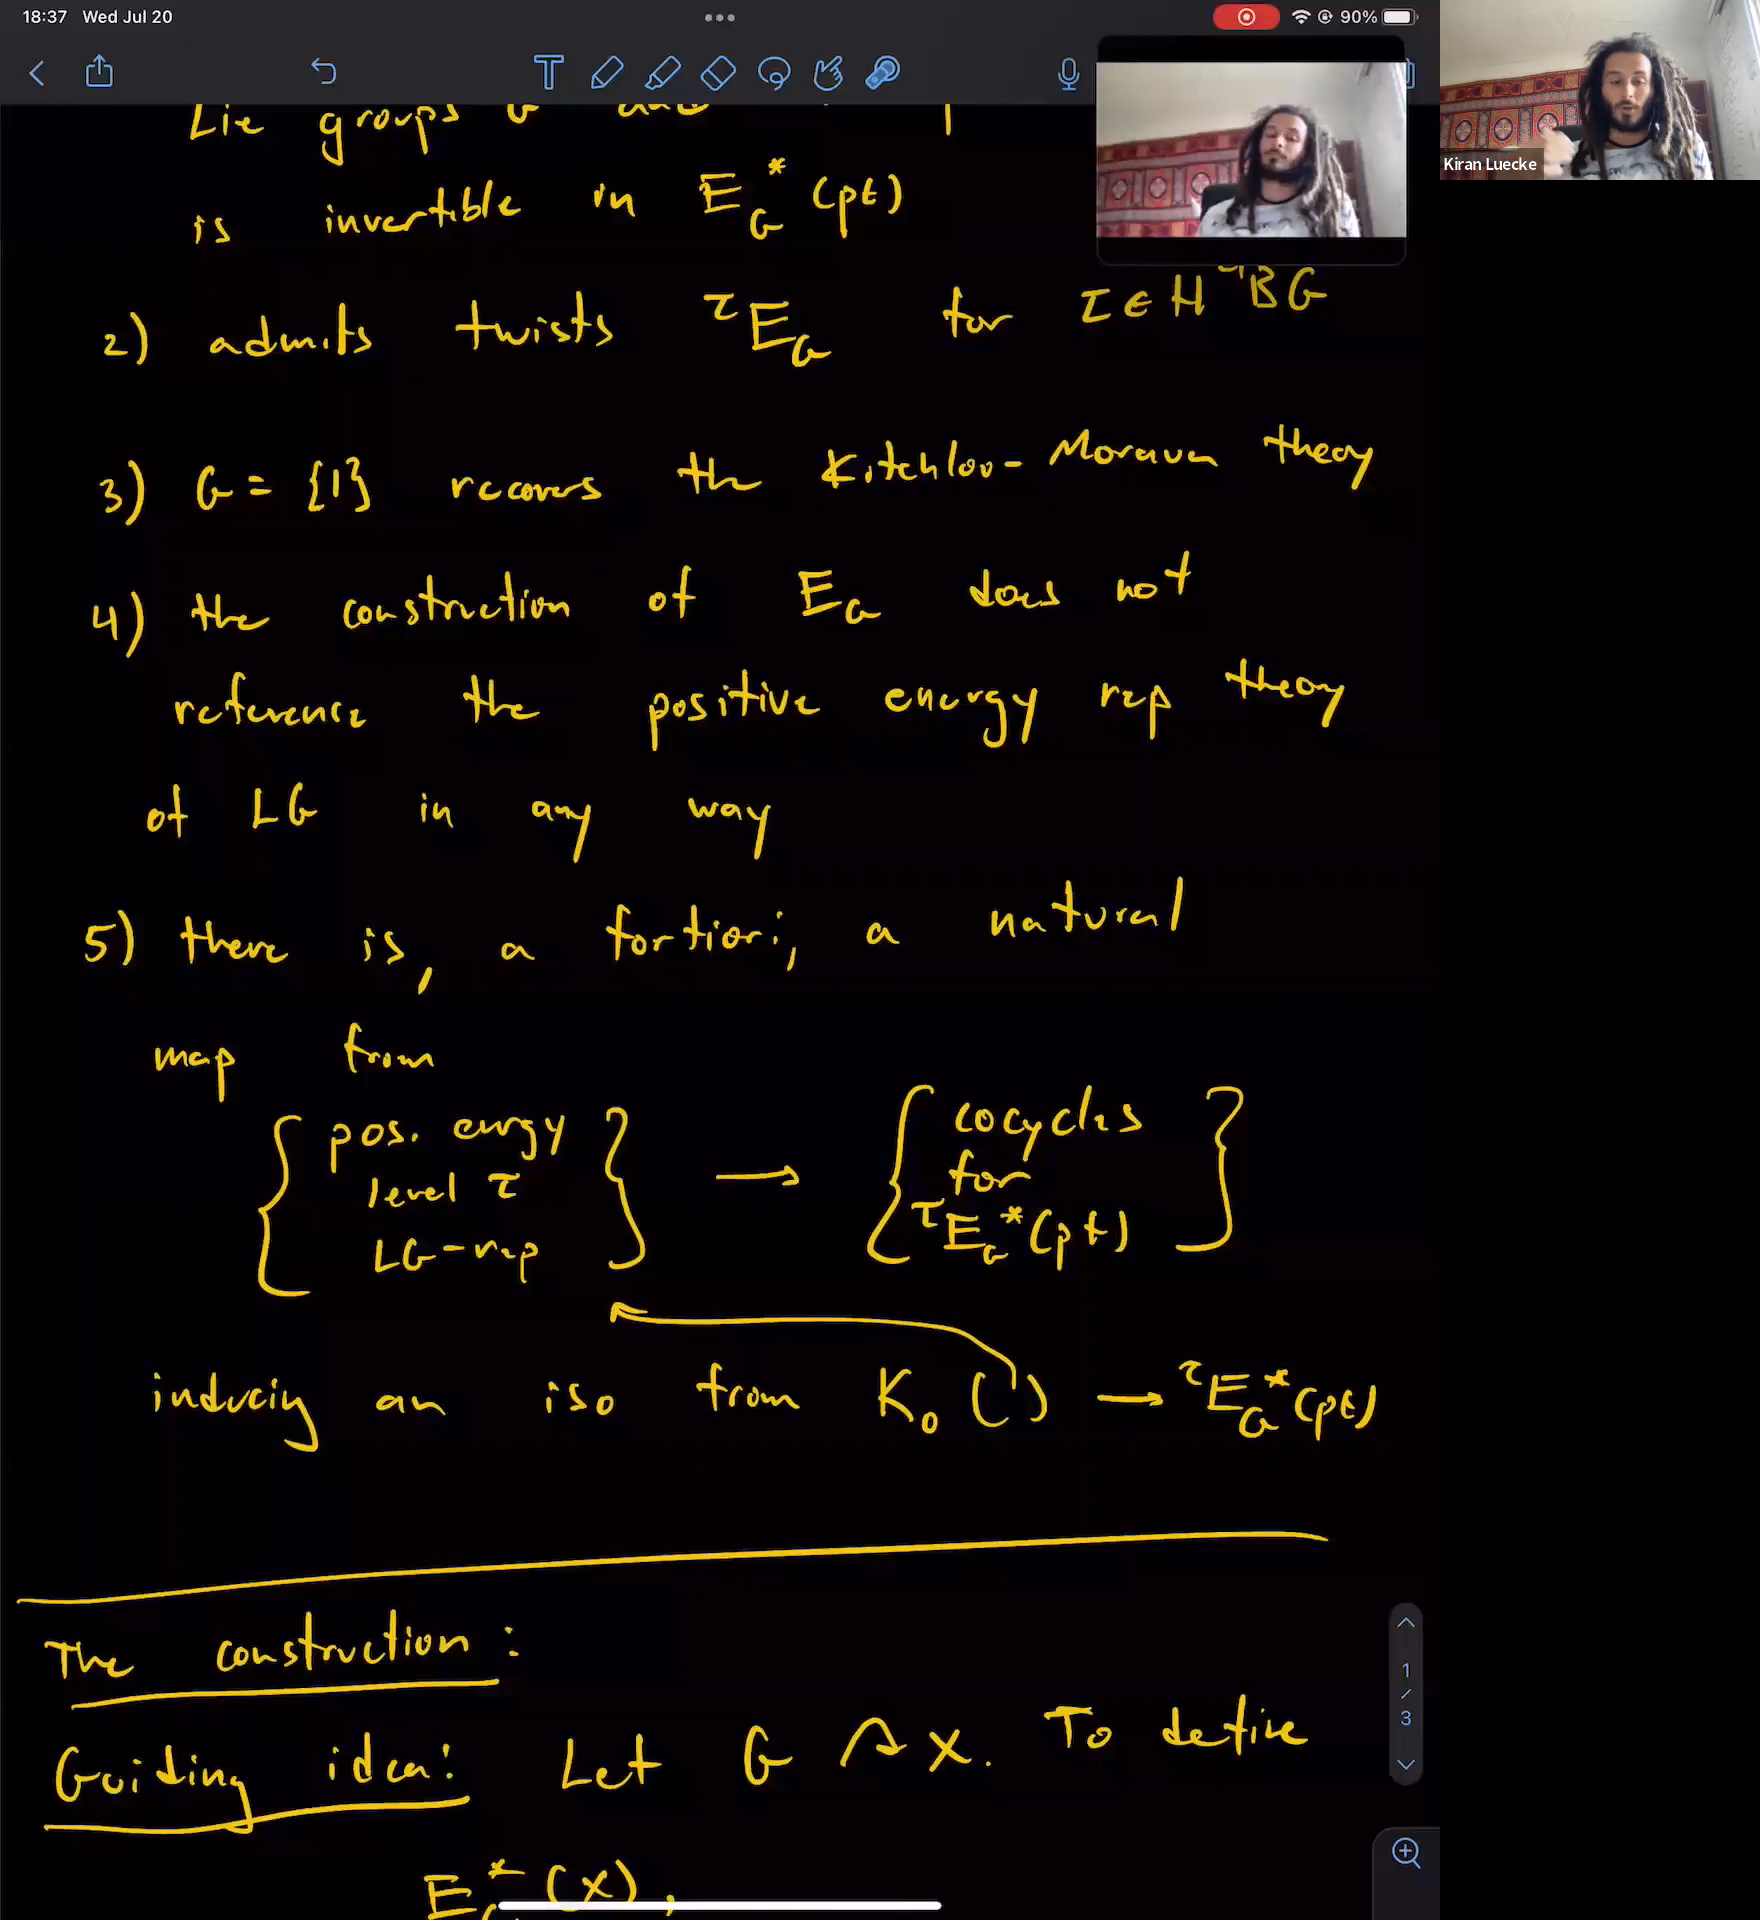 18:37 Wed Jul 20
90%
Kiran Luecke
Lie groups G and
is invertible in E_G^*(pt)
2) admits twists ^τE_G for τ ∈ H^4BG
3) G = {1} recovers the Kitchloo-Morava theory
4) the construction of E_G does not
reference the positive energy rep theory
of LG in any way
5) there is, a fortiori, a natural
map from
{ pos. energy level τ LG-rep } → { cocycles for ^τE_G^*(pt) }
inducing an iso from K_0( ) → ^τE_G^*(pt)
The construction:
Guiding idea: Let G ↷ X. To define
E_G^*(X),
1
/
3